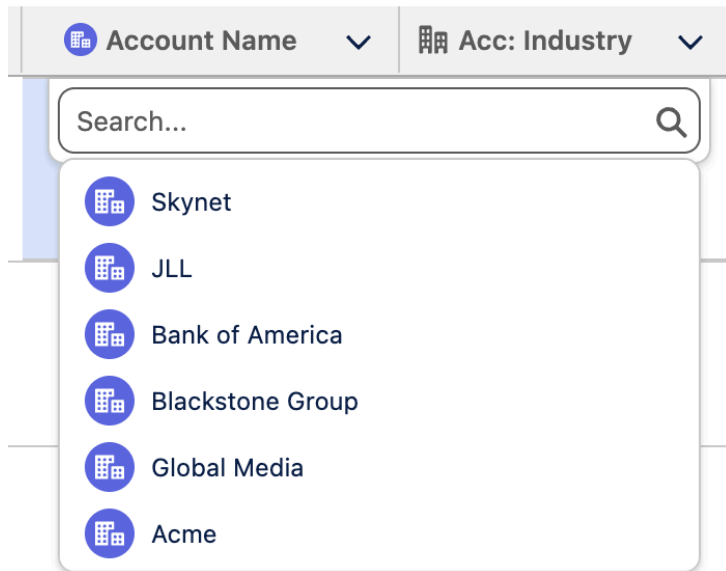 Account Name Acc: Industry
Search...
Skynet
JLL
Bank of America
Blackstone Group
Global Media
Acme